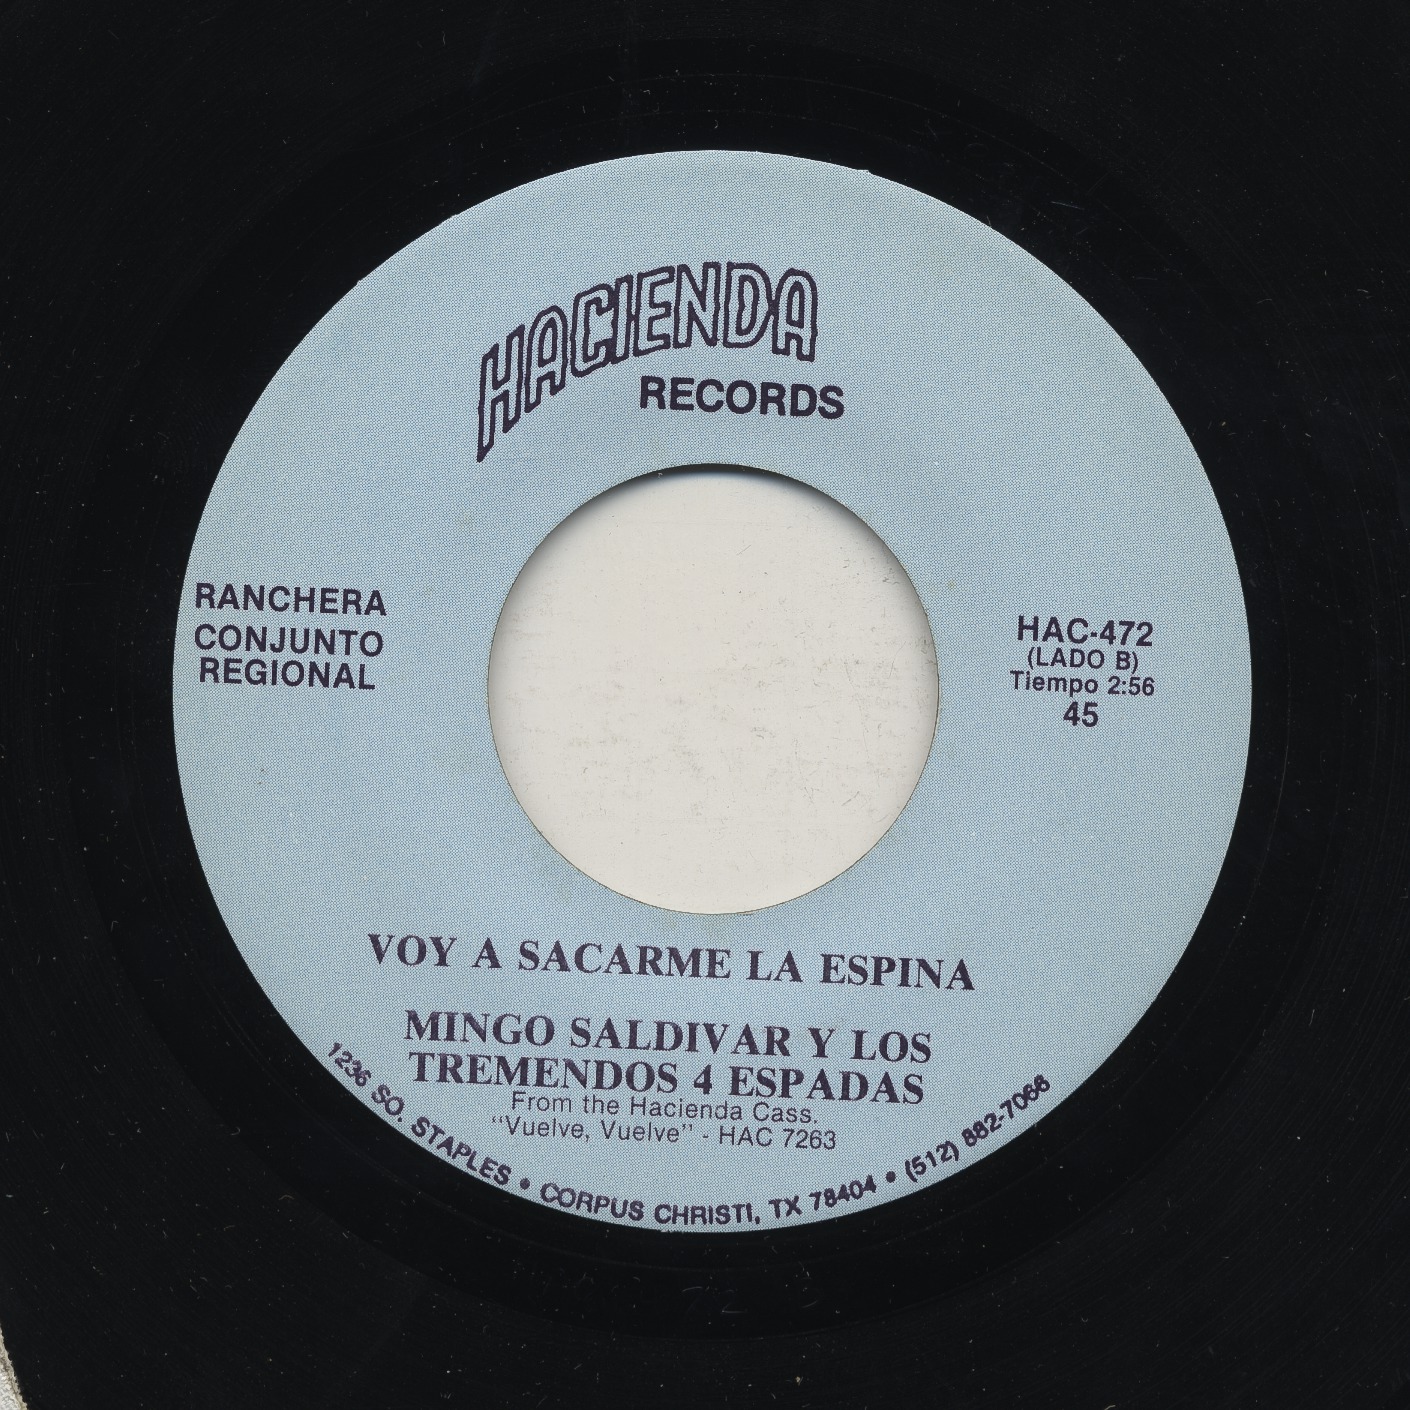 HACIENDA
RECORDS
RANCHERA
CONJUNTO
REGIONAL
HAC-472
(LADO B)
Tiempo 2:56
45
VOY A SACARME LA ESPINA
MINGO SALDIVAR Y LOS
TREMENDOS 4 ESPADAS
From the Hacienda Cass.
"Vuelve, Vuelve" - HAC 7263
1236 SO. STAPLES • CORPUS CHRISTI, TX 78404 • (512) 882-7066